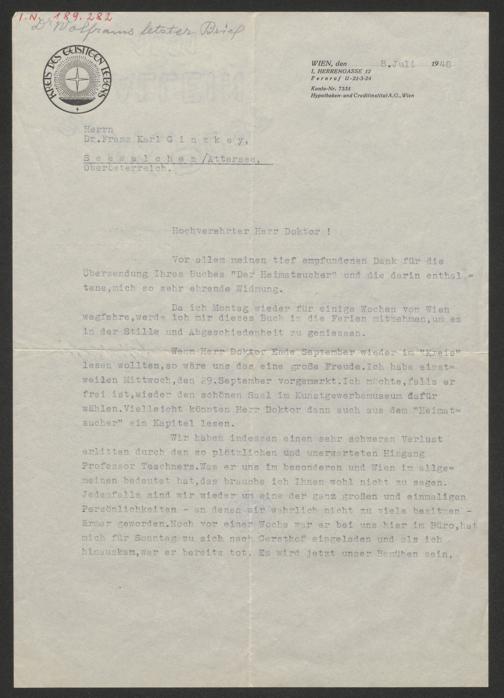 I.N. 189.282
Dr Wolframs letzter Brief
KREIS DES GEISTIGEN LEBENS
WIEN, den 8.Juli 1948
I, HERRENGASSE 12
Fernruf U-21-3-24
Konto-Nr. 7335
Hypotheken- und Creditinstitut A.G., Wien
Herrn
Dr.Franz Karl G i n z k e y,
S e e w a l c h e n /Attersee,
Oberösterreich.
Hochverehrter Herr Doktor !
Vor allem meinen tief empfundenen Dank für die
Übersendung Ihres Buches "Der Heimatsucher" und die darin enthal =
tene,mich so sehr ehrende Widmung.
Da ich Montag wieder für einige Wochen von Wien
wegfahre,werde ich mir dieses Buch in die Ferien mitnehmen,um es
in der Stille und Abgeschiedenheit zu geniessen.
Wenn Herr Doktor Ende September wieder im "Kreis"
lesen wollten,so wäre uns das eine große Freude.Ich habe einst=
weilen Mittwoch,den 29.September vorgemerkt.Ich möchte,falls er
frei ist,wieder den schönen Saal im Kunstgewerbemuseum dafür
wählen.Vielleicht könnten Herr Doktor dann auch aus dem "Heimat=
sucher" ein Kapitel lesen.
Wir haben indessen einen sehr schweren Verlust
erlitten durch den so plötzlichen und unerwarteten Hingang
Professor Teschners.Was er uns im besonderen und Wien im allge=
meinen bedeutet hat,das brauche ich Ihnen wohl nicht zu sagen.
Jedenfalls sind wir wieder um eine der ganz großen und einmaligen
Persönlichkeiten - an denen wir wahrlich nicht zu viele besitzen -
ärmer geworden.Noch vor einer Woche war er bei uns hier im Büro,hat
mich für Sonntag zu sich nach Gersthof eingeladen und als ich
hinauskam,war er bereits tot. Es wird jetzt unser Bemühen sein,